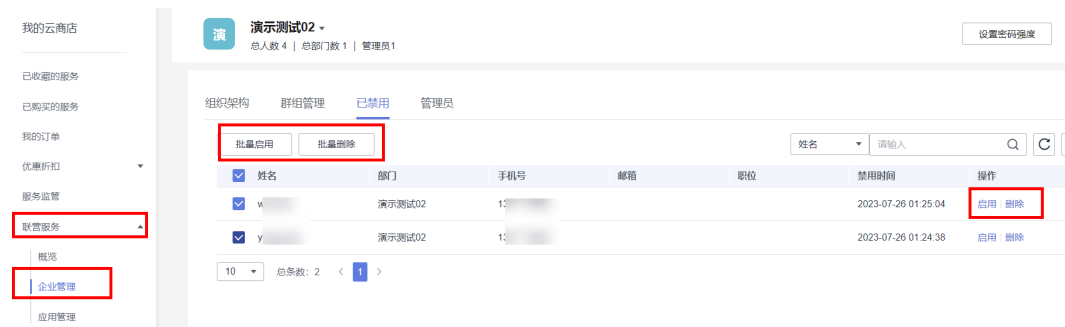 我的云商店
已收藏的服务
已购买的服务
我的订单
优惠折扣
服务监管
联营服务
概览
企业管理
应用管理
演
演示测试02
总人数 4 | 总部门数 1 | 管理员1
设置密码强度
组织架构 群组管理 已禁用 管理员
批量启用 批量删除
姓名 请输入
姓名 部门 手机号 邮箱 职位 禁用时间 操作
w 演示测试02 1 2023-07-26 01:25:04 启用 删除
y 演示测试02 1 2023-07-26 01:24:38 启用 删除
10 总条数: 2 < 1 >